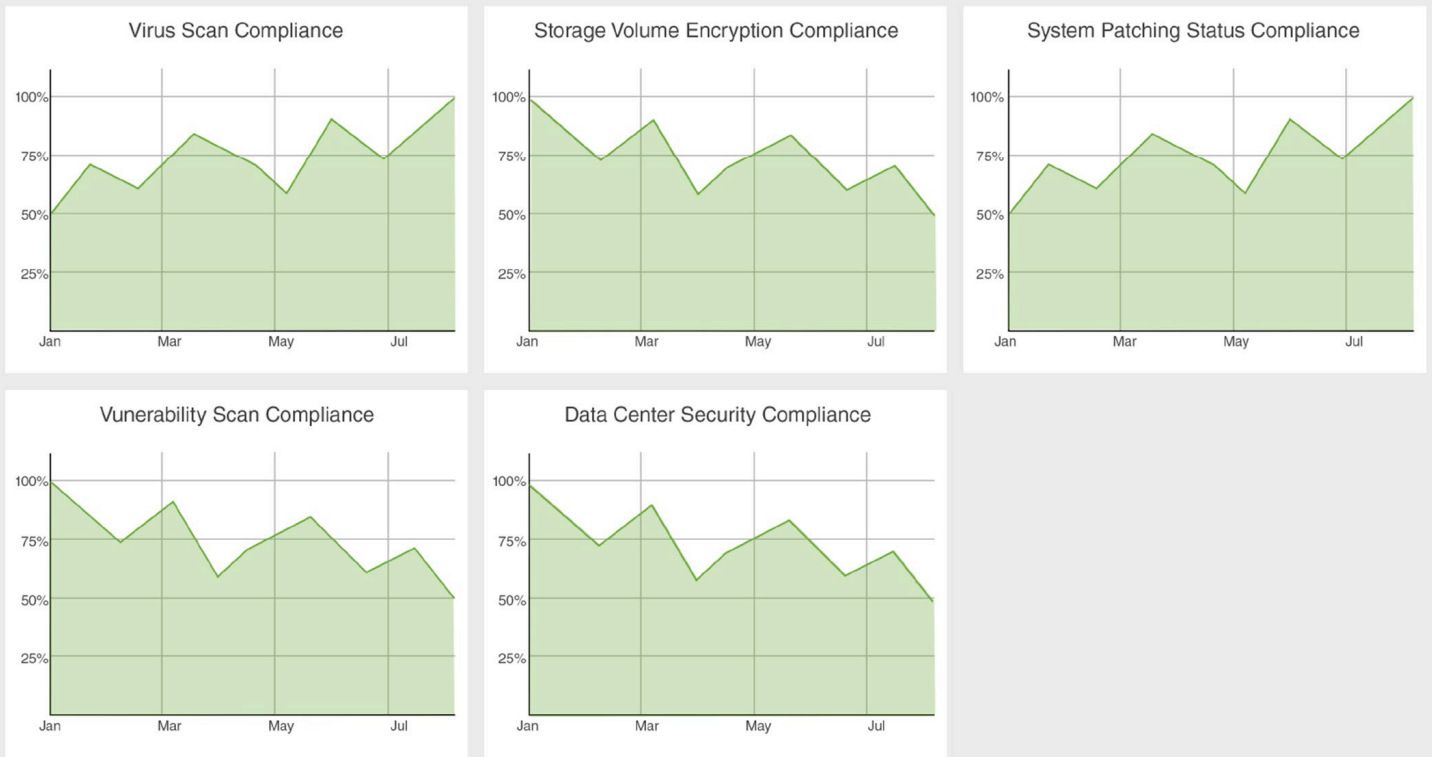 Virus Scan Compliance
100%
75%
50%
25%
Jan Mar May Jul
Storage Volume Encryption Compliance
100%
75%
50%
25%
Jan Mar May Jul
System Patching Status Compliance
100%
75%
50%
25%
Jan Mar May Jul
Vunerability Scan Compliance
100%
75%
50%
25%
Jan Mar May Jul
Data Center Security Compliance
100%
75%
50%
25%
Jan Mar May Jul